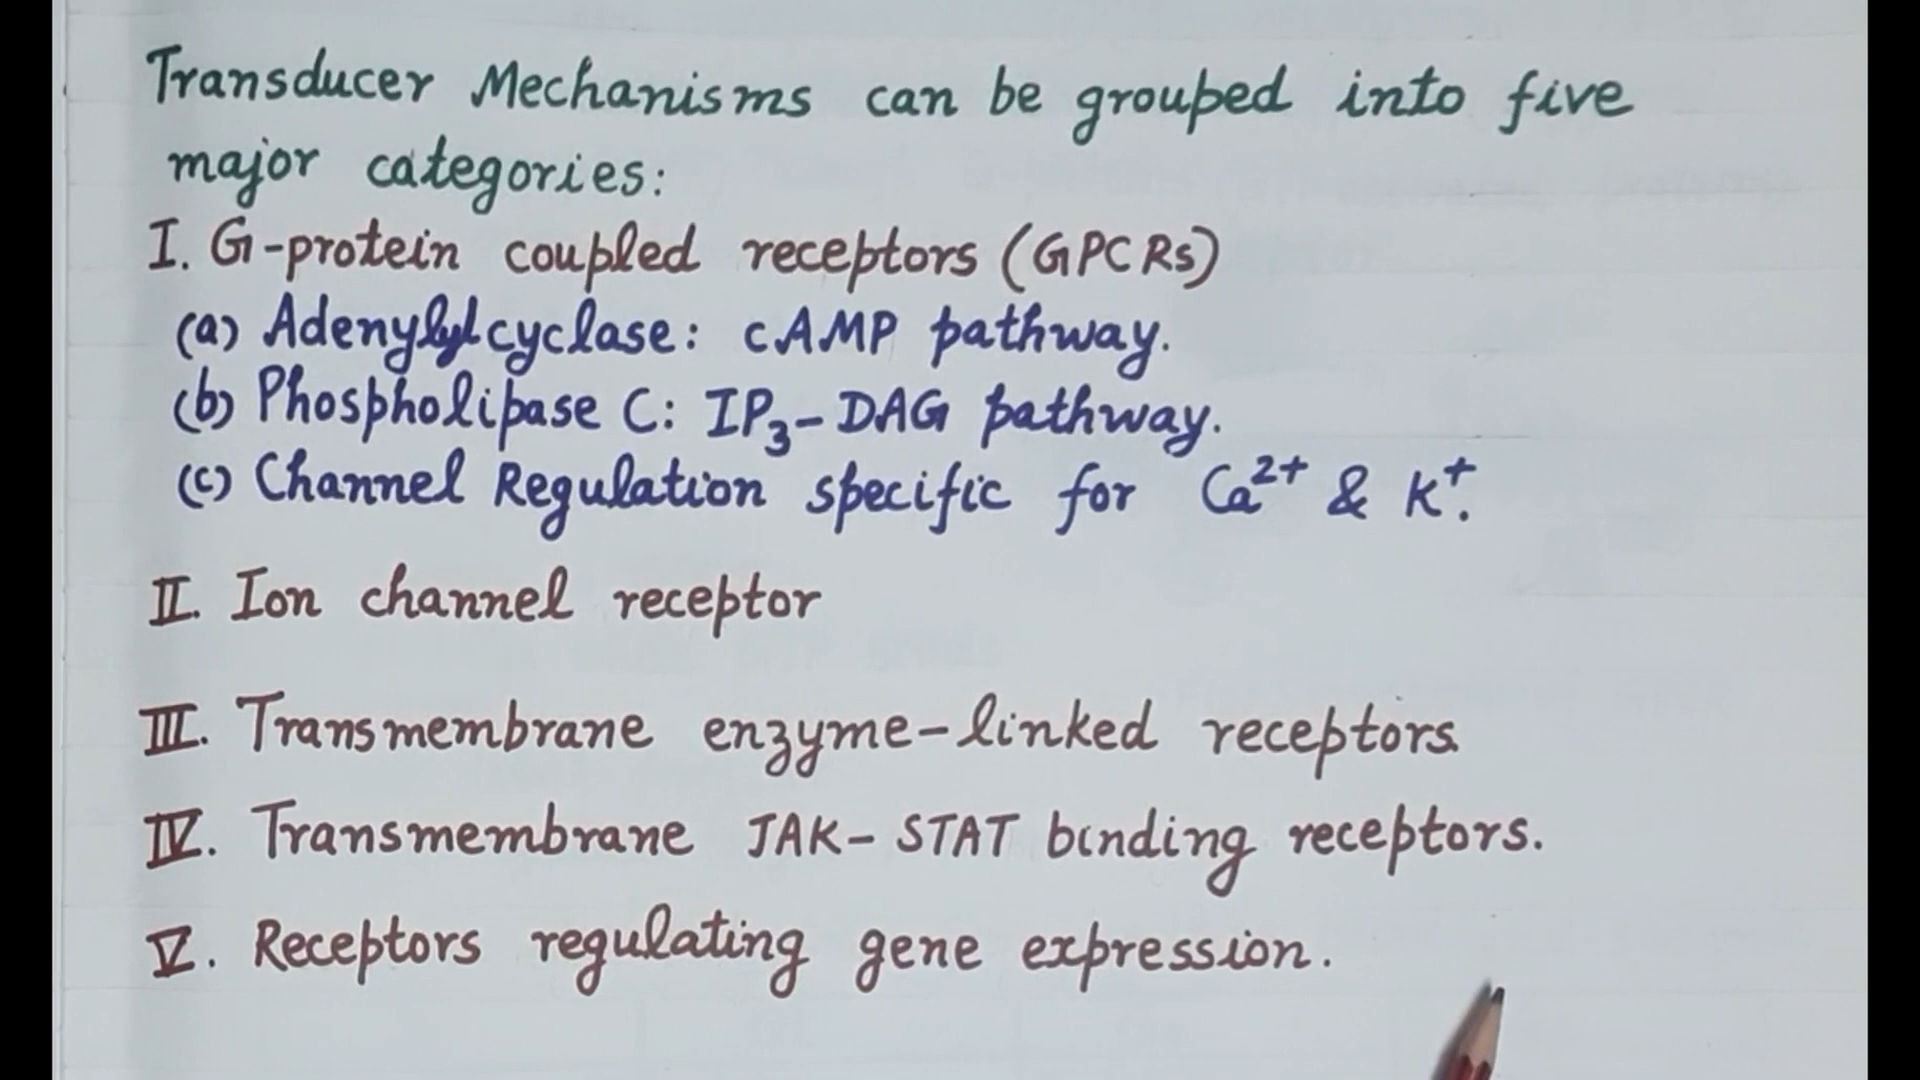 Transducer Mechanisms can be grouped into five
major categories:
I. G-protein coupled receptors (GPCRs)
(a) Adenylyl cyclase: cAMP pathway.
(b) Phospholipase C: IP₃-DAG pathway.
(c) Channel Regulation specific for Ca²⁺ & K⁺.
II. Ion channel receptor
III. Transmembrane enzyme-linked receptors.
IV. Transmembrane JAK-STAT binding receptors.
V. Receptors regulating gene expression.